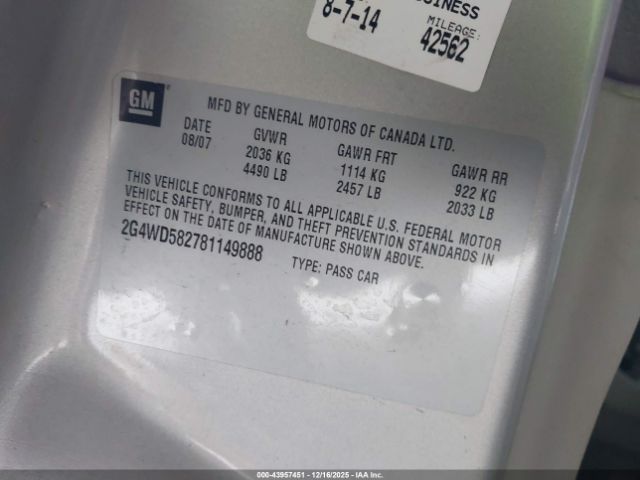 SINESS
8-7-14
MILEAGE:
42562
GM
MFD BY GENERAL MOTORS OF CANADA LTD.
DATE GVWR GAWR FRT GAWR RR
08/07 2036 KG 1114 KG 922 KG
4490 LB 2457 LB 2033 LB
THIS VEHICLE CONFORMS TO ALL APPLICABLE U.S. FEDERAL MOTOR
VEHICLE SAFETY, BUMPER, AND THEFT PREVENTION STANDARDS IN
EFFECT ON THE DATE OF MANUFACTURE SHOWN ABOVE.
2G4WD582781149888 TYPE: PASS CAR
000-43957451 - 12/16/2025 - IAA Inc.